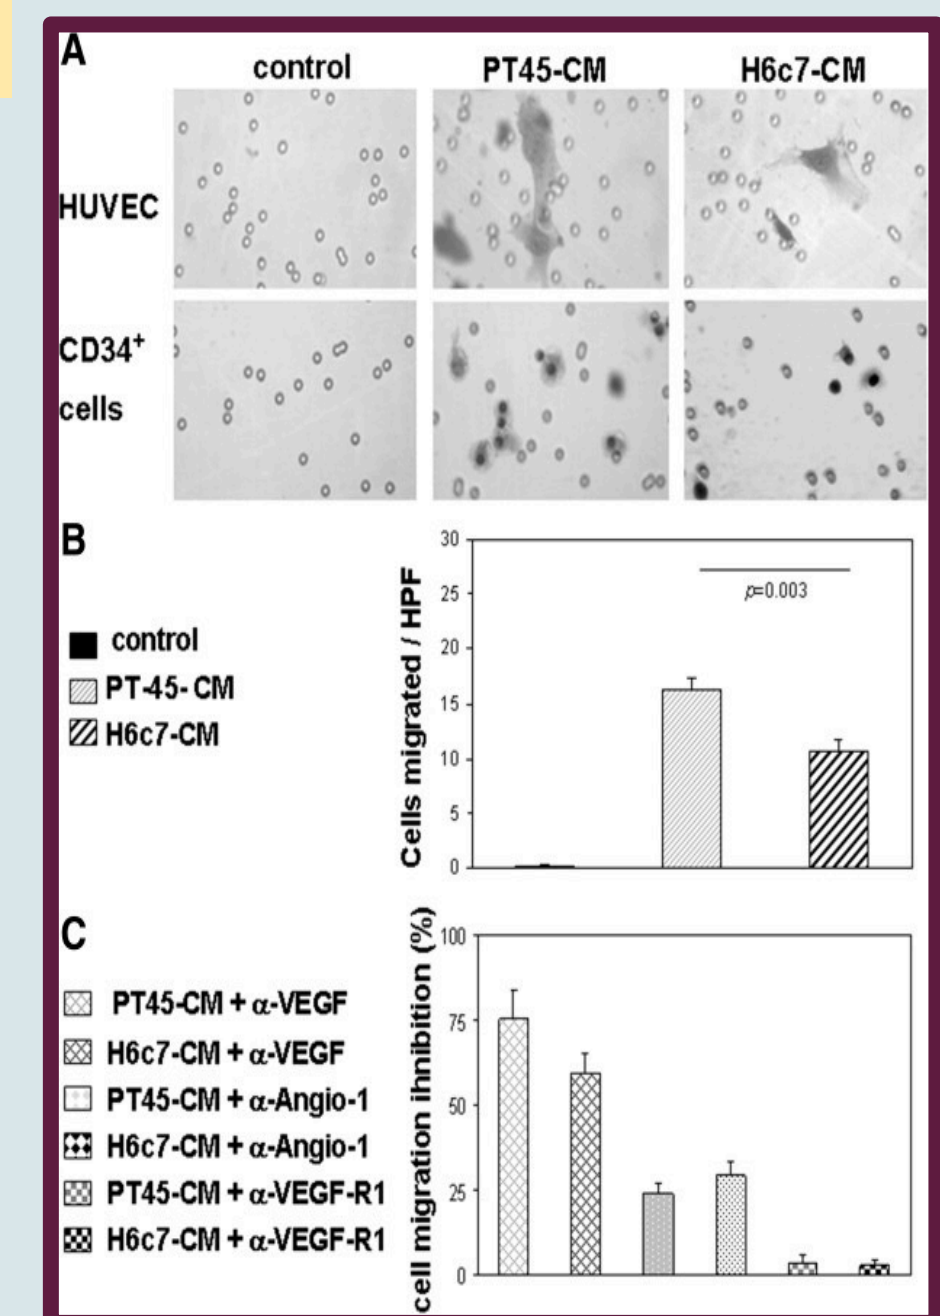 A
control PT45-CM H6c7-CM
HUVEC
CD34+
cells
B
control
PT-45- CM
H6c7-CM
Cells migrated / HPF
30
25
20
15
10
5
0
p=0.003
C
PT45-CM + α-VEGF
H6c7-CM + α-VEGF
PT45-CM + α-Angio-1
H6c7-CM + α-Angio-1
PT45-CM + α-VEGF-R1
H6c7-CM + α-VEGF-R1
cell migration ihnibition (%)
100
75
50
25
0